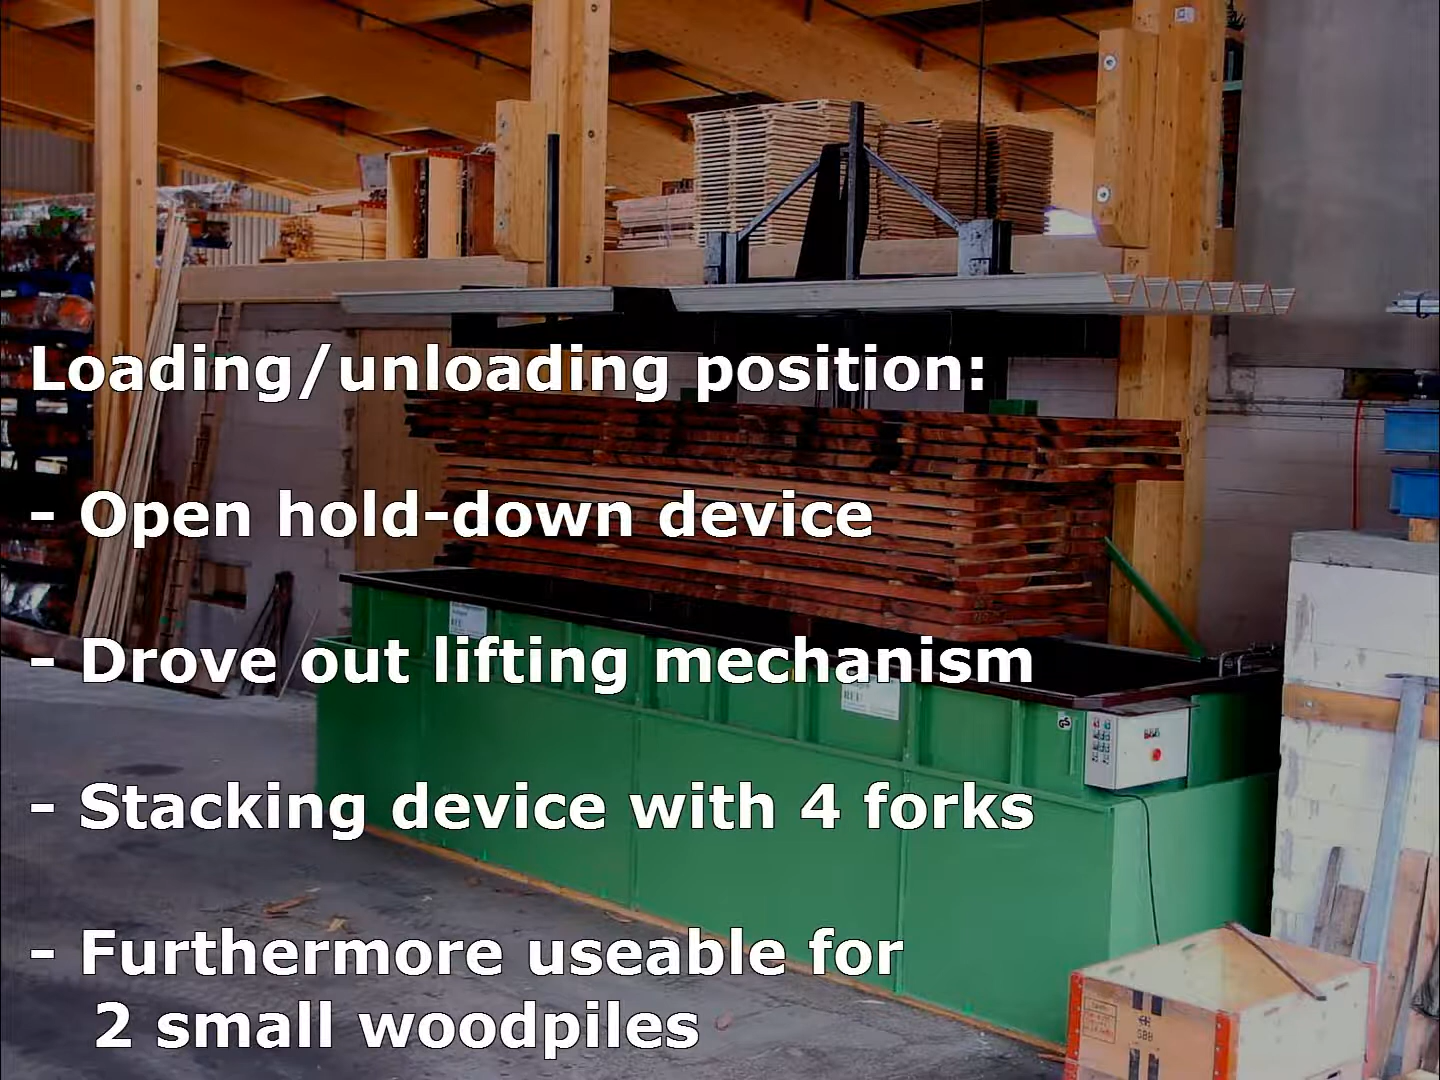 Loading/unloading position:
- Open hold-down device
- Drove out lifting mechanism
- Stacking device with 4 forks
- Furthermore useable for
2 small woodpiles
SBB